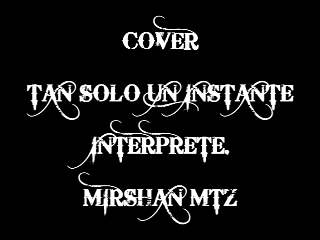 COVER
TAN SOLO UN INSTANTE
INTERPRETE.
MIRSHAN MTZ